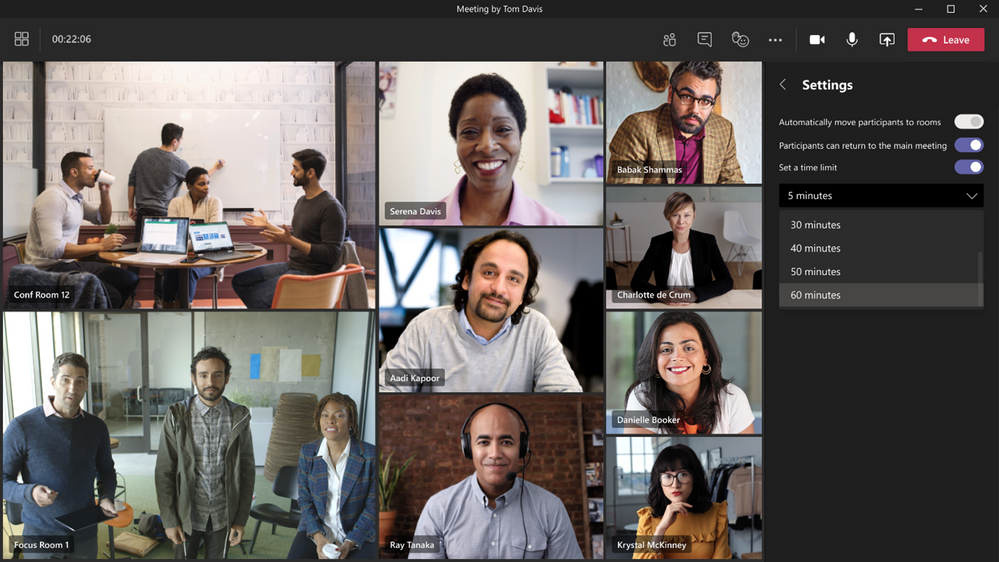 Meeting by Tom Davis
00:22:06
Leave
Settings
Automatically move participants to rooms
Participants can return to the main meeting
Set a time limit
5 minutes
30 minutes
40 minutes
50 minutes
60 minutes
Conf Room 12
Serena Davis
Babak Shammas
Charlotte de Crum
Aadi Kapoor
Danielle Booker
Focus Room 1
Ray Tanaka
Krystal McKinney